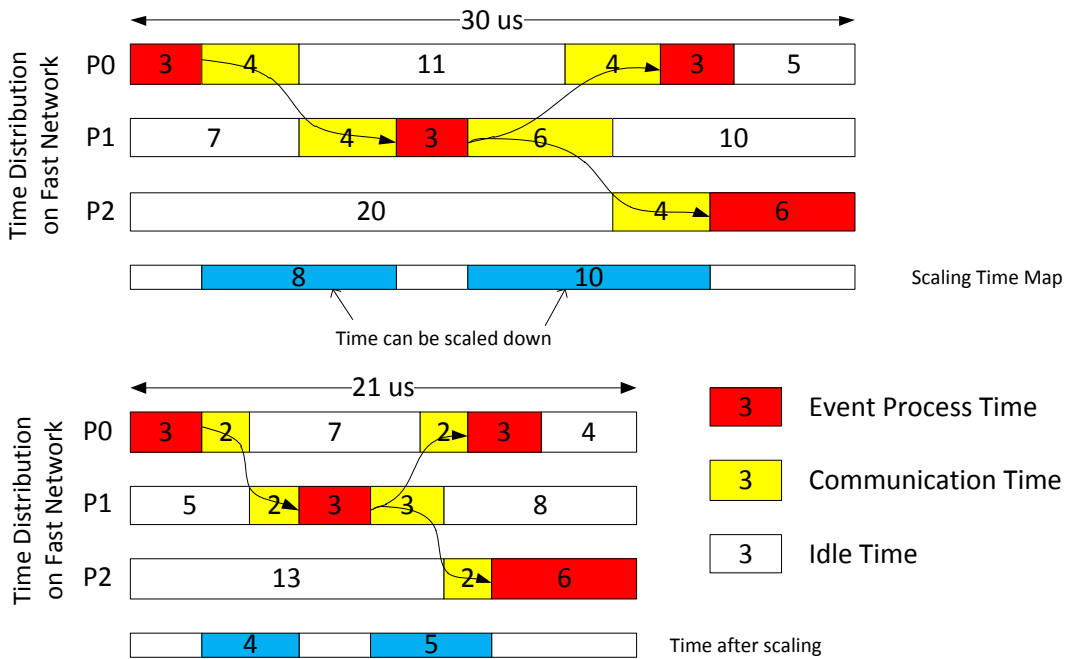 30 us
Time Distribution
on Fast Network
P0
3
4
11
4
3
5
P1
7
4
3
6
10
P2
20
4
6
8
10
Scaling Time Map
Time can be scaled down
21 us
Time Distribution
on Fast Network
P0
3
2
7
2
3
4
P1
5
2
3
3
8
P2
13
2
6
4
5
Time after scaling
3
Event Process Time
3
Communication Time
3
Idle Time